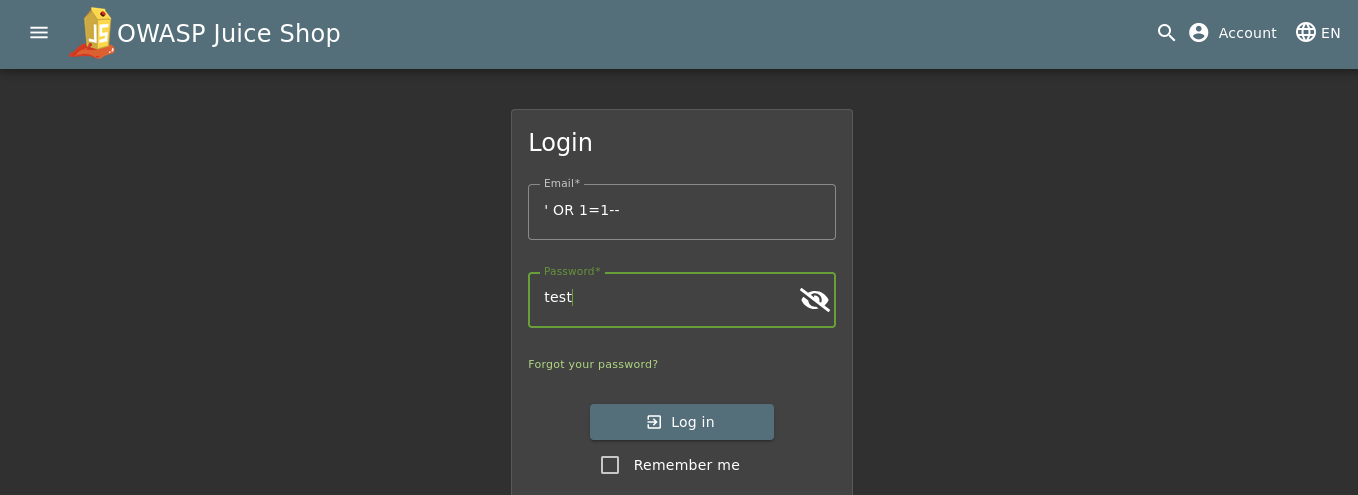 OWASP Juice Shop
Account
EN
Login
Email*
' OR 1=1--
Password*
test
Forgot your password?
Log in
Remember me